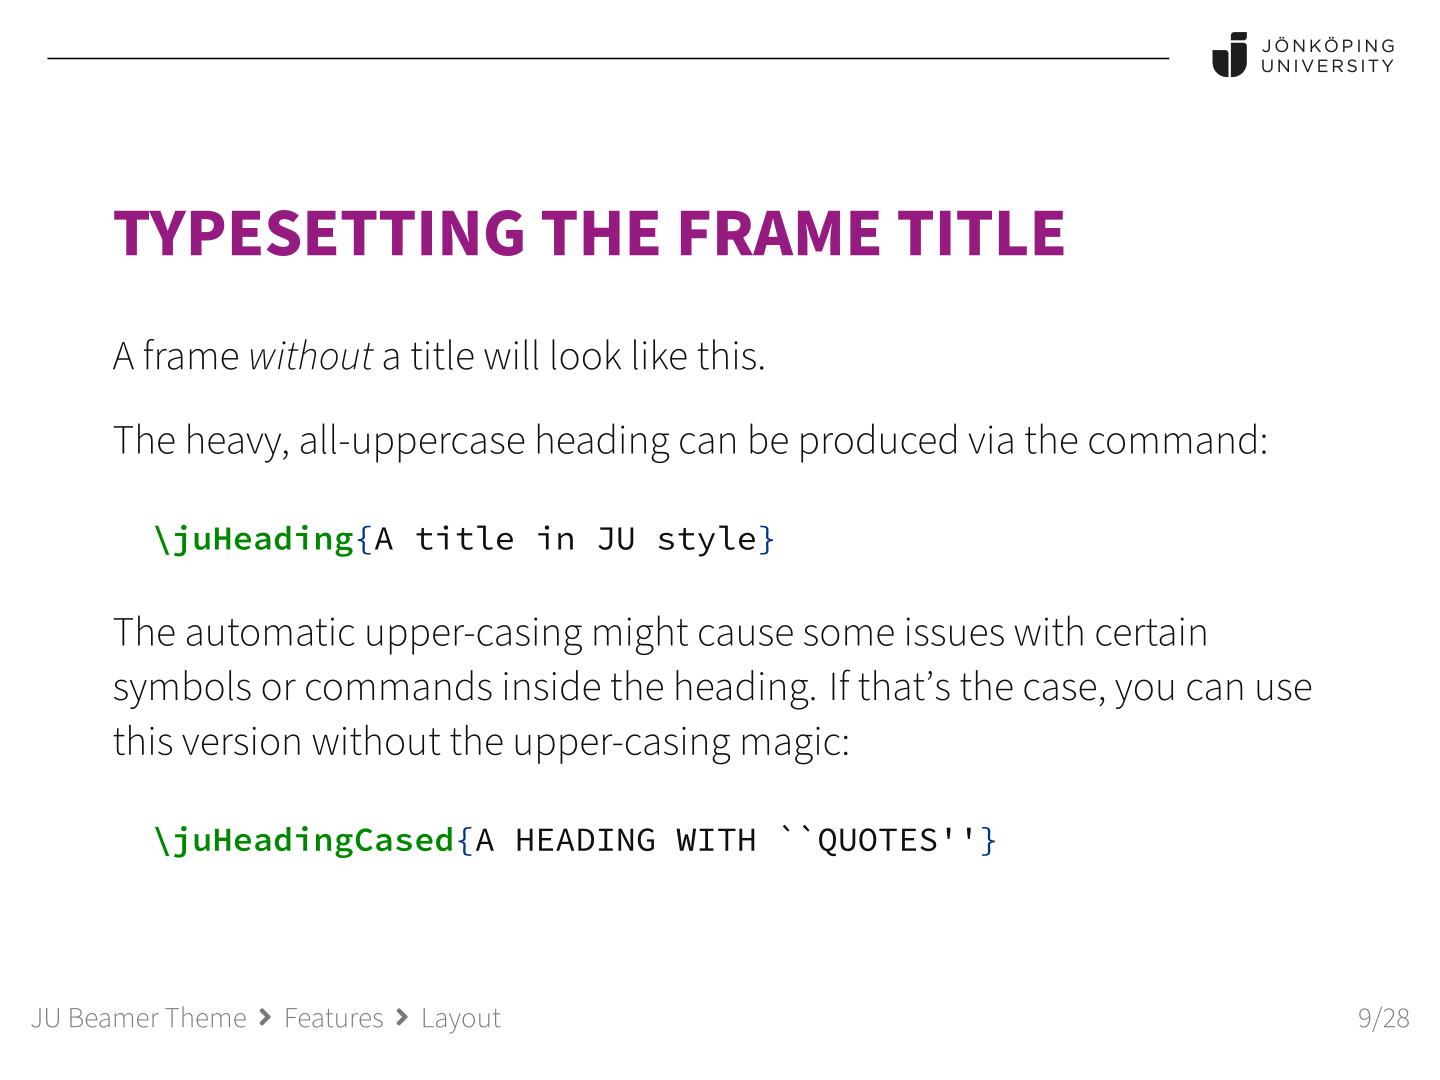 JÖNKÖPING
UNIVERSITY
TYPESETTING THE FRAME TITLE
A frame without a title will look like this.
The heavy, all-uppercase heading can be produced via the command:
\juHeading{A title in JU style}
The automatic upper-casing might cause some issues with certain
symbols or commands inside the heading. If that’s the case, you can use
this version without the upper-casing magic:
\juHeadingCased{A HEADING WITH ``QUOTES''}
JU Beamer Theme > Features > Layout
9/28